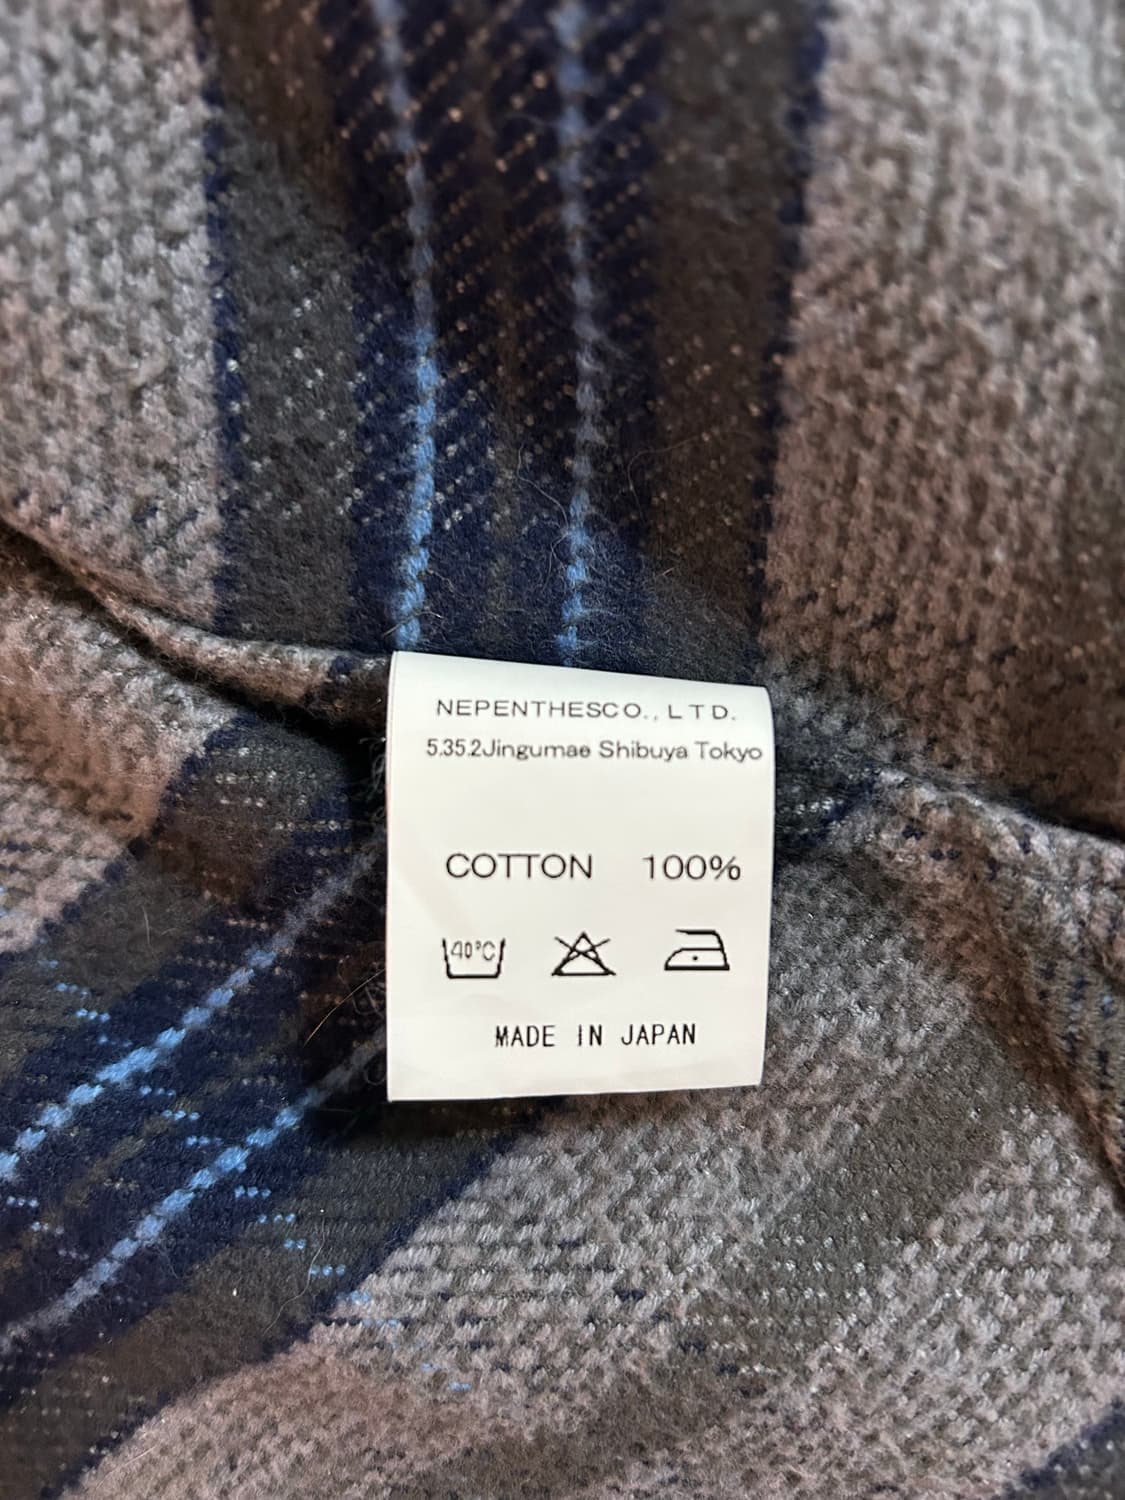 NEPENTHESCO., LTD.
5.35.2Jingumae Shibuya Tokyo
COTTON 100%
40°C
MADE IN JAPAN